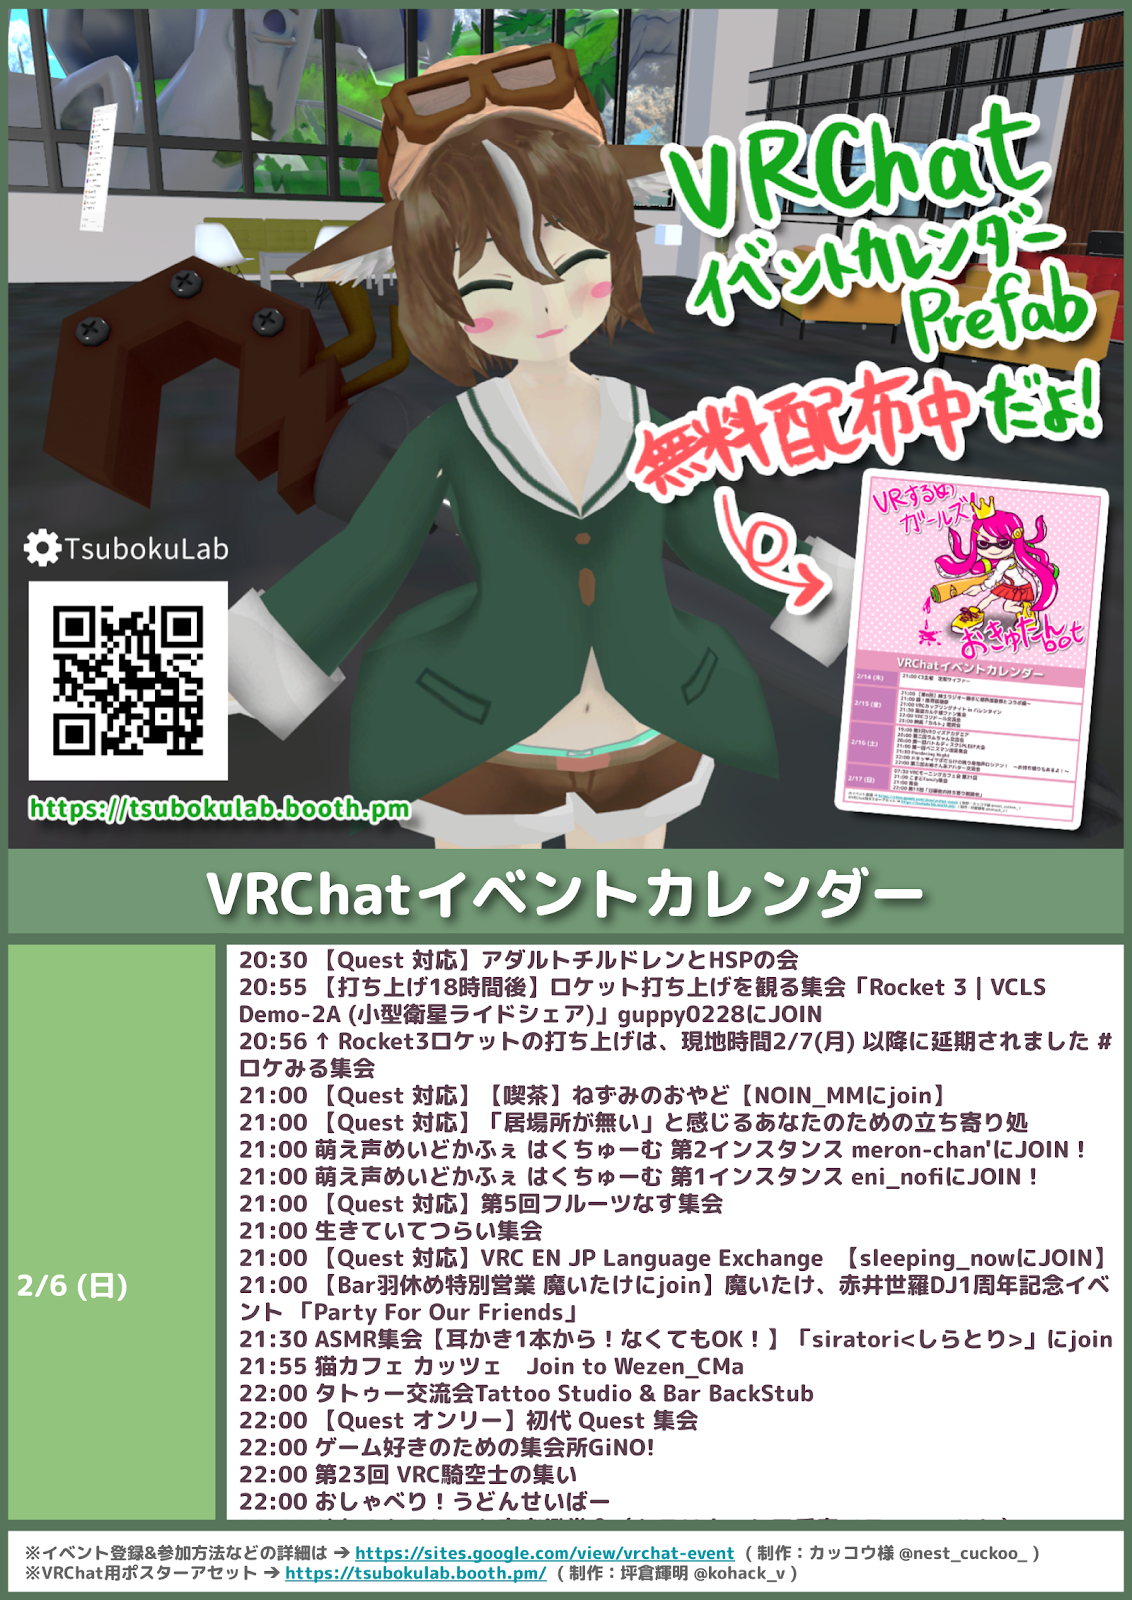 VRChat
イベントカレンダー
Prefab
無料配布中だよ!
TsubokuLab
https://tsubokulab.booth.pm
VRするめ
ガールズ
おきゅたんbot
VRChatイベントカレンダー
2/14 (木)
2/15 (金)
2/16 (土)
2/17 (日)
VRChatイベントカレンダー
2/6 (日)
20:30 【Quest 対応】アダルトチルドレンとHSPの会
20:55 【打ち上げ18時間後】ロケット打ち上げを観る集会「Rocket 3 | VCLS
Demo-2A (小型衛星ライドシェア)」guppy0228にJOIN
20:56 ↑ Rocket3ロケットの打ち上げは、現地時間2/7(月) 以降に延期されました #
ロケみる集会
21:00 【Quest 対応】【喫茶】ねずみのおやど【NOIN_MMにjoin】
21:00 【Quest 対応】「居場所が無い」と感じるあなたのための立ち寄り処
21:00 萌え声めいどかふぇ はくちゅーむ 第2インスタンス meron-chan'にJOIN！
21:00 萌え声めいどかふぇ はくちゅーむ 第1インスタンス eni_nofiにJOIN！
21:00 【Quest 対応】第5回フルーツなす集会
21:00 生きていてつらい集会
21:00 【Quest 対応】VRC EN JP Language Exchange 【sleeping_nowにJOIN】
21:00 【Bar羽休め特別営業 魔いたけにjoin】魔いたけ、赤井世羅DJ1周年記念イベ
ント 「Party For Our Friends」
21:30 ASMR集会【耳かき1本から！なくてもOK！】「siratori<しらとり>」にjoin
21:55 猫カフェ カッツェ　Join to Wezen_CMa
22:00 タトゥー交流会Tattoo Studio & Bar BackStub
22:00 【Quest オンリー】初代 Quest 集会
22:00 ゲーム好きのための集会所GiNO!
22:00 第23回 VRC騎空士の集い
22:00 おしゃべり！うどんせいばー
※イベント登録&参加方法などの詳細は ➔ https://sites.google.com/view/vrchat-event ( 制作：カッコウ様 @nest_cuckoo_ )
※VRChat用ポスターアセット ➔ https://tsubokulab.booth.pm/ ( 制作：坪倉輝明 @kohack_v )